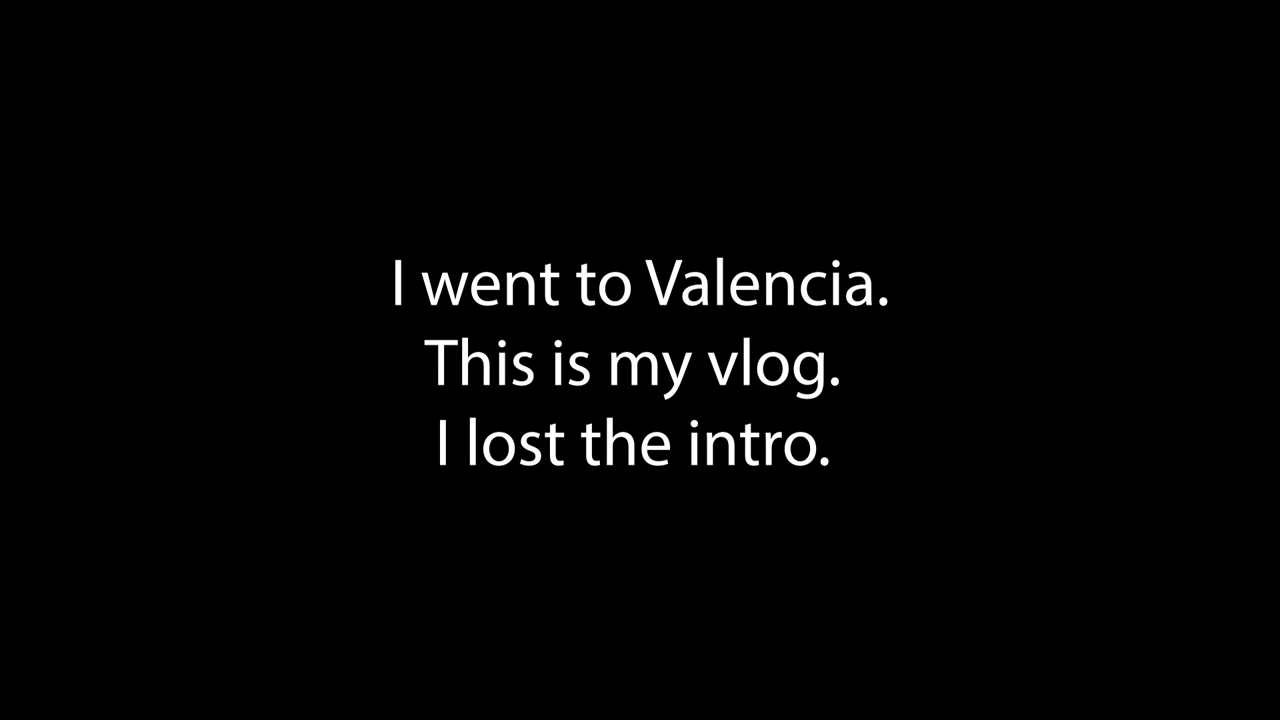 I went to Valencia.
This is my vlog.
I lost the intro.